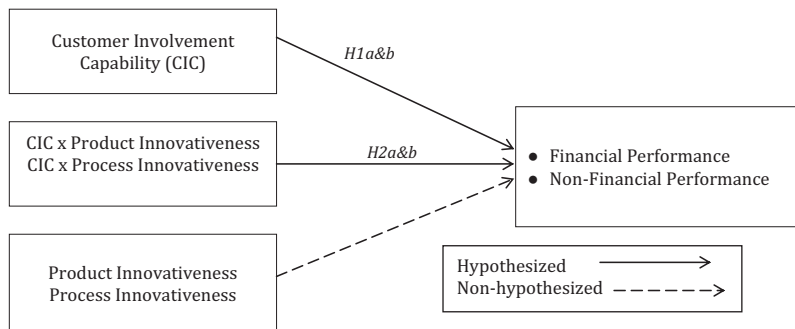 Customer Involvement
Capability (CIC)
H1a&b
CIC x Product Innovativeness
CIC x Process Innovativeness
H2a&b
● Financial Performance
● Non-Financial Performance
Product Innovativeness
Process Innovativeness
Hypothesized
Non-hypothesized